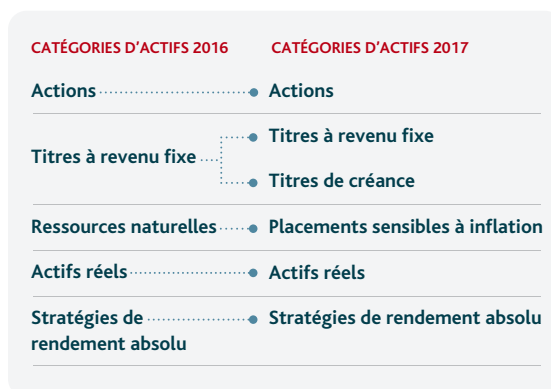 CATÉGORIES D'ACTIFS 2016 CATÉGORIES D'ACTIFS 2017
Actions Actions
Titres à revenu fixe
Titres à revenu fixe
Titres de créance
Ressources naturelles Placements sensibles à inflation
Actifs réels Actifs réels
Stratégies de Stratégies de rendement absolu
rendement absolu